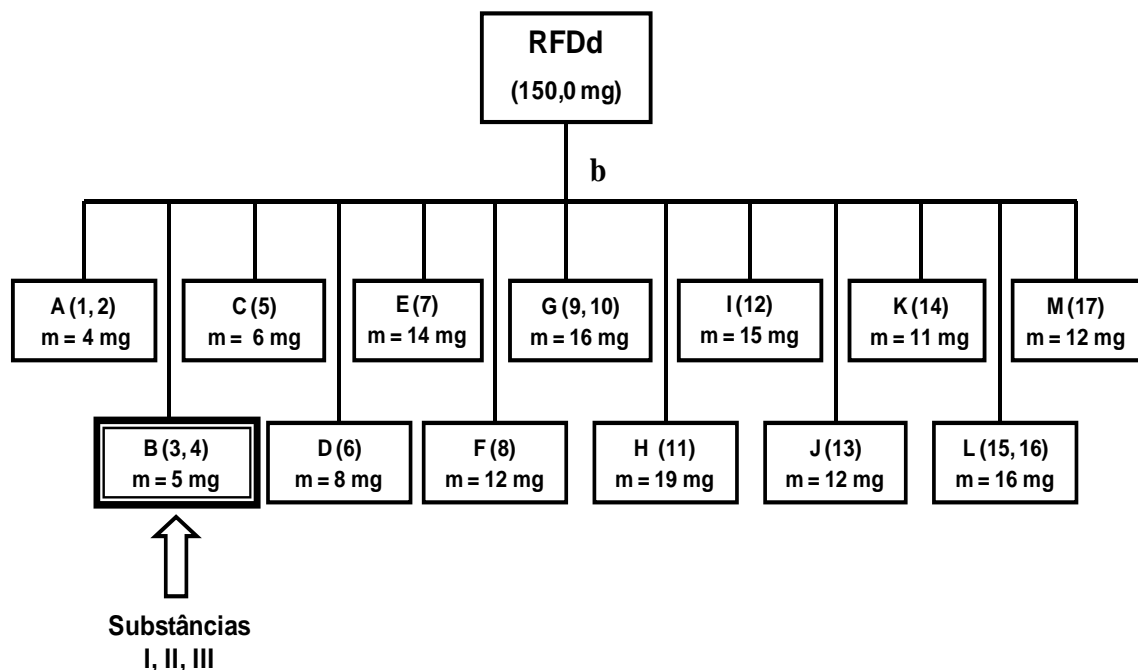 RFDd
(150,0 mg)
b
A (1, 2)
m = 4 mg
C (5)
m = 6 mg
E (7)
m = 14 mg
G (9, 10)
m = 16 mg
I (12)
m = 15 mg
K (14)
m = 11 mg
M (17)
m = 12 mg
B (3, 4)
m = 5 mg
D (6)
m = 8 mg
F (8)
m = 12 mg
H (11)
m = 19 mg
J (13)
m = 12 mg
L (15, 16)
m = 16 mg
Substâncias
I, II, III